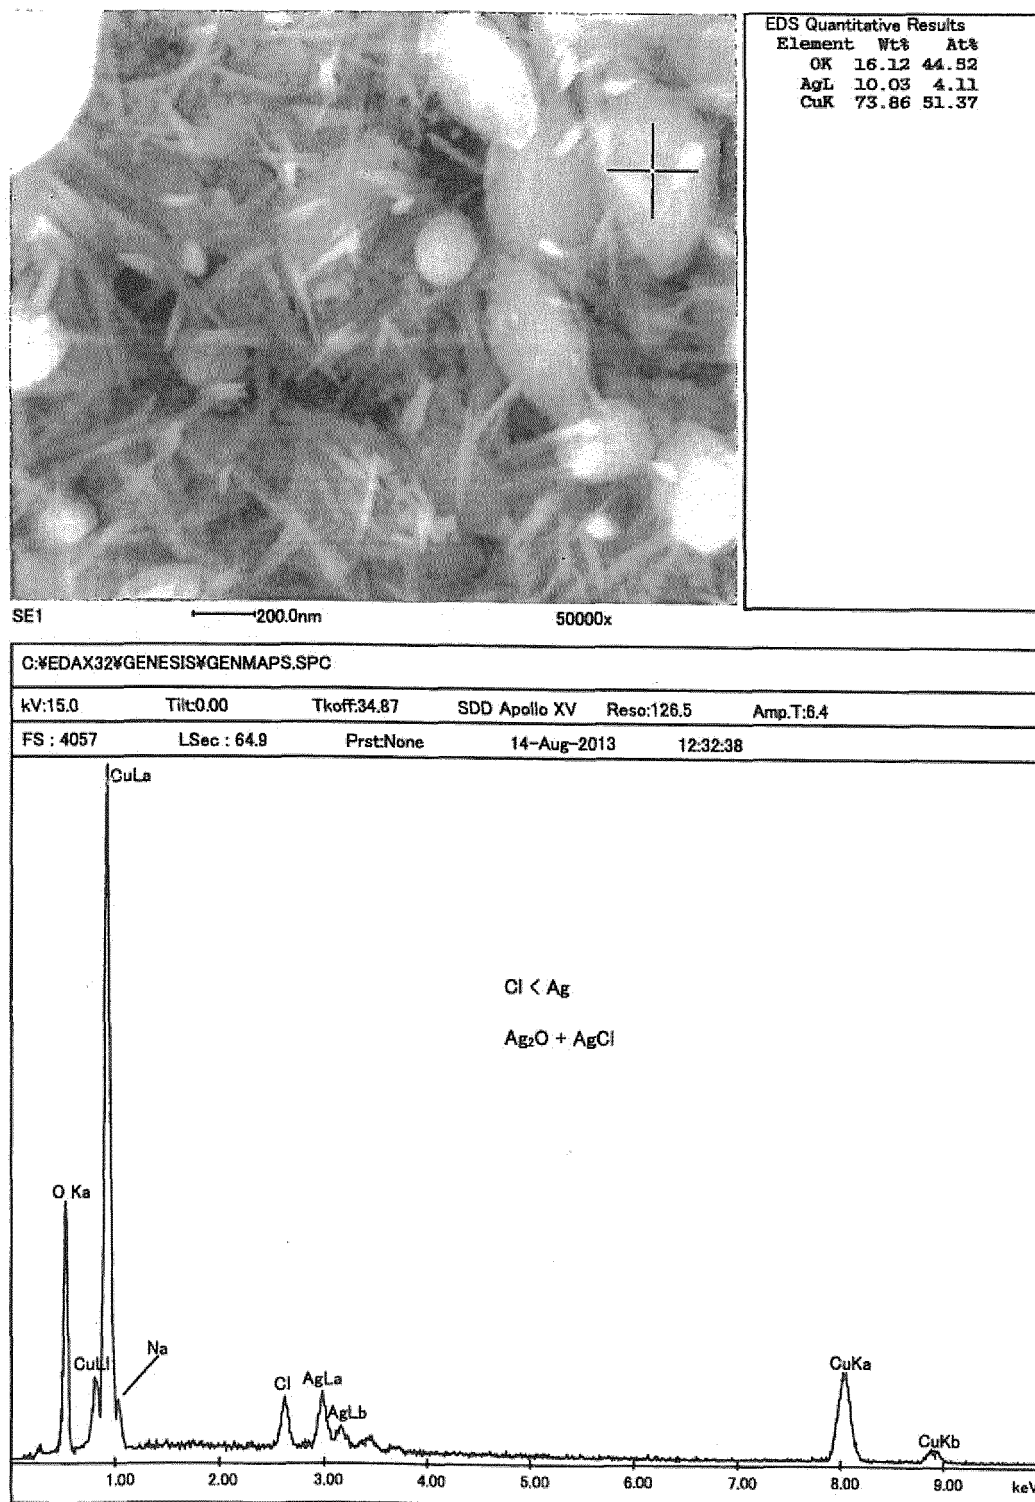 EDS Quantitative Results
Element Wt% At%
OK 16.12 44.52
AgL 10.03 4.11
CuK 73.86 51.37
SE1 200.0nm 50000x
C:¥EDAX32¥GENESIS¥GENMAPS.SPC
kV:15.0 Tilt:0.00 Tkoff:34.87 SDD Apollo XV Reso:126.5 Amp.T:6.4
FS : 4057 LSec : 64.9 Prst:None 14-Aug-2013 12:32:38
CuLa
Cl < Ag
Ag₂O + AgCl
O Ka
Na
CuLl
Cl
AgLa
AgLb
CuKa
CuKb
1.00 2.00 3.00 4.00 5.00 6.00 7.00 8.00 9.00 keV